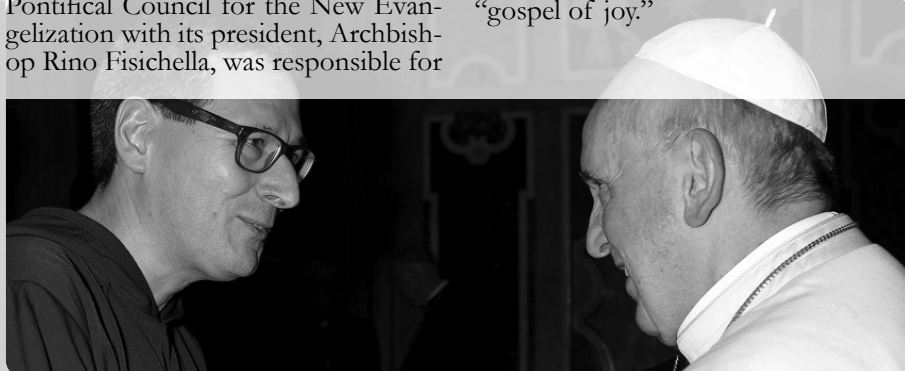 Pontifical Council for the New Evan-
gelization with its president, Archbish-
op Rino Fisichella, was responsible for
“gospel of joy.”